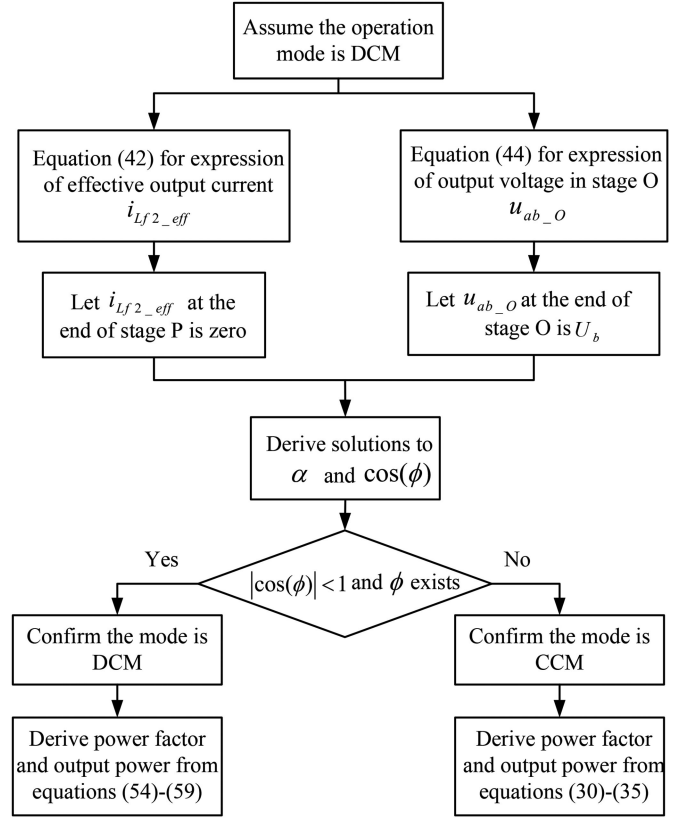 Assume the operation
mode is DCM
Equation (42) for expression
of effective output current
i_{Lf2_eff}
Equation (44) for expression
of output voltage in stage O
u_{ab_O}
Let i_{Lf2_eff} at the
end of stage P is zero
Let u_{ab_O} at the end of
stage O is U_b
Derive solutions to
α and cos(ϕ)
Yes
|cos(ϕ)| <1 and ϕ exists
No
Confirm the mode is
DCM
Confirm the mode is
CCM
Derive power factor
and output power from
equations (54)-(59)
Derive power factor
and output power from
equations (30)-(35)